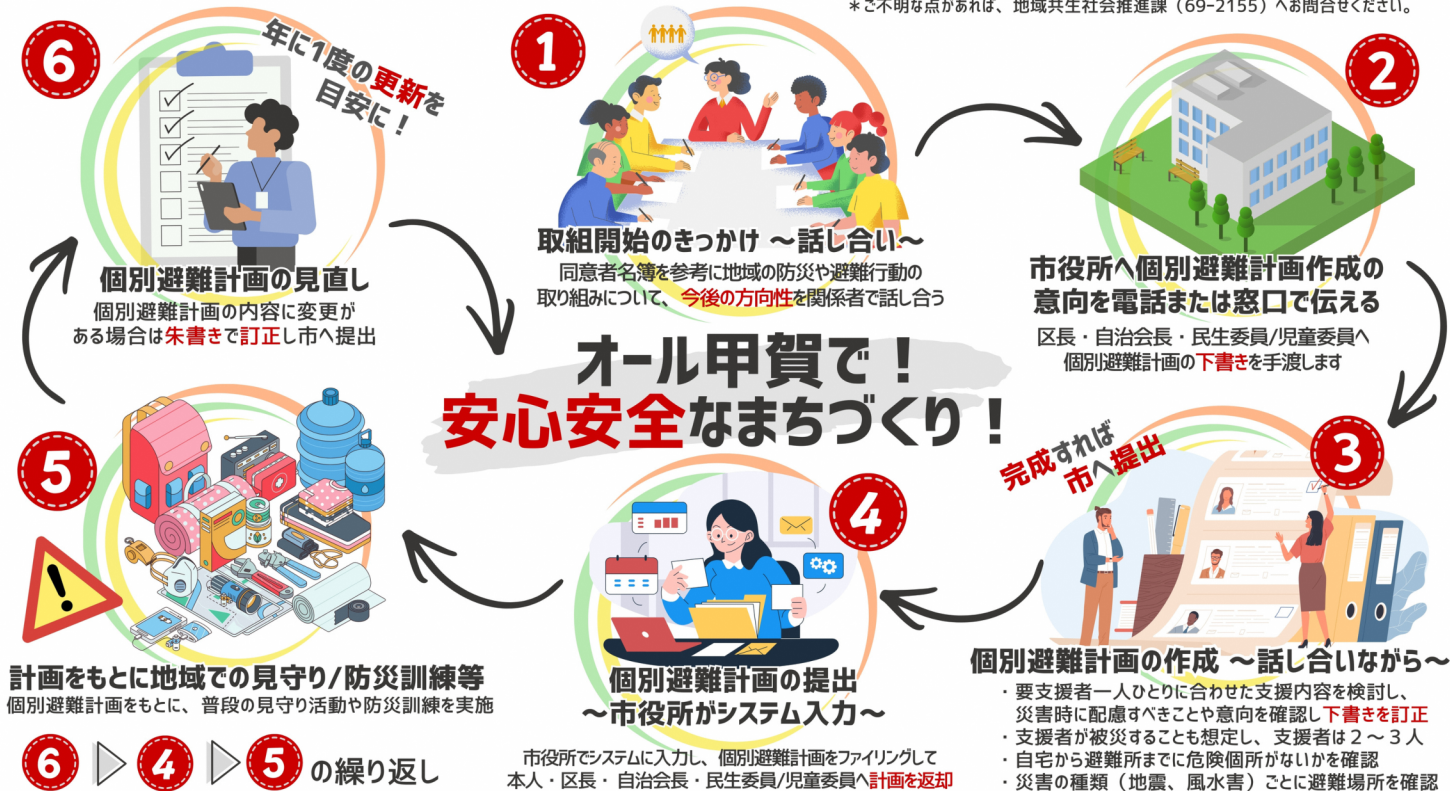 ＊ご不明な点があれば、地域共生社会推進課（69-2155）へお問合せください。
1
取組開始のきっかけ ～話し合い～
同意者名簿を参考に地域の防災や避難行動の
取り組みについて、今後の方向性を関係者で話し合う
2
市役所へ個別避難計画作成の
意向を電話または窓口で伝える
区長・自治会長・民生委員/児童委員へ
個別避難計画の下書きを手渡します
3
完成すれば
市へ提出
個別避難計画の作成 ～話し合いながら～
・要支援者一人ひとりに合わせた支援内容を検討し、
災害時に配慮すべきことや意向を確認し下書きを訂正
・支援者が被災することも想定し、支援者は２～３人
・自宅から避難所までに危険個所がないかを確認
・災害の種類（地震、風水害）ごとに避難場所を確認
4
個別避難計画の提出
～市役所がシステム入力～
市役所でシステムに入力し、個別避難計画をファイリングして
本人・区長・自治会長・民生委員/児童委員へ計画を返却
5
計画をもとに地域での見守り/防災訓練等
個別避難計画をもとに、普段の見守り活動や防災訓練を実施
6
年に1度の更新を
目安に！
個別避難計画の見直し
個別避難計画の内容に変更が
ある場合は朱書きで訂正し市へ提出
オール甲賀で！
安心安全なまちづくり！
6 ▷ 4 ▷ 5 の繰り返し